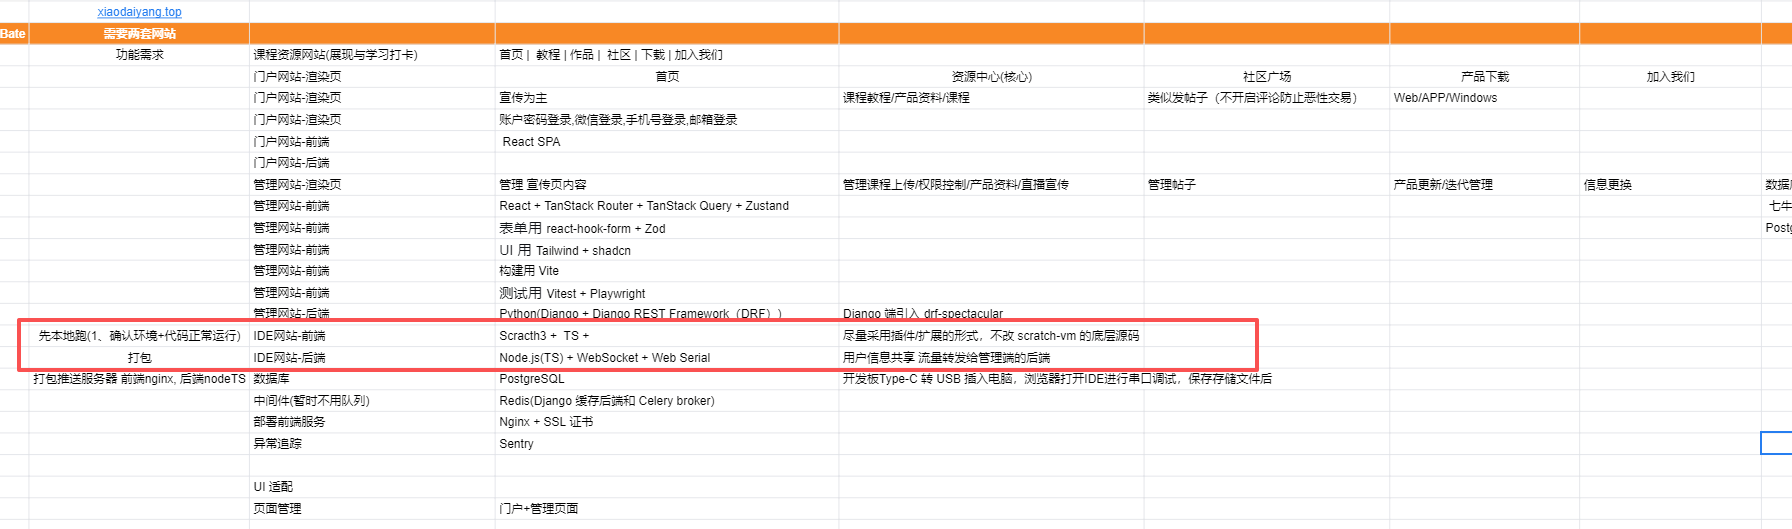 xiaodaiyang.top
Bate 需要两套网站
功能需求 课程资源网站(展现与学习打卡) 首页 | 教程 | 作品 | 社区 | 下载 | 加入我们
门户网站-渲染页 首页 资源中心(核心) 社区广场 产品下载 加入我们
门户网站-渲染页 宣传为主 课程教程/产品资料/课程 类似发帖子（不开启评论防止恶性交易） Web/APP/Windows
门户网站-渲染页 账户密码登录,微信登录,手机号登录,邮箱登录
门户网站-前端 React SPA
门户网站-后端
管理网站-渲染页 管理 宣传页内容 管理课程上传/权限控制/产品资料/直播宣传 管理帖子 产品更新/迭代管理 信息更换 数据
管理网站-前端 React + TanStack Router + TanStack Query + Zustand 七牛
管理网站-前端 表单用 react-hook-form + Zod Postg
管理网站-前端 UI 用 Tailwind + shadcn
管理网站-前端 构建用 Vite
管理网站-前端 测试用 Vitest + Playwright
管理网站-后端 Python(Django + Django REST Framework（DRF）) Django 端引入 drf-spectacular
先本地跑(1、确认环境+代码正常运行) IDE网站-前端 Scracth3 + TS + 尽量采用插件/扩展的形式，不改 scratch-vm 的底层源码
打包 IDE网站-后端 Node.js(TS) + WebSocket + Web Serial 用户信息共享 流量转发给管理端的后端
打包推送服务器 前端nginx, 后端nodeTS 数据库 PostgreSQL 开发板Type-C 转 USB 插入电脑，浏览器打开IDE进行串口调试，保存存储文件后
中间件(暂时不用队列) Redis(Django 缓存后端和 Celery broker)
部署前端服务 Nginx + SSL 证书
异常追踪 Sentry
UI 适配
页面管理 门户+管理页面